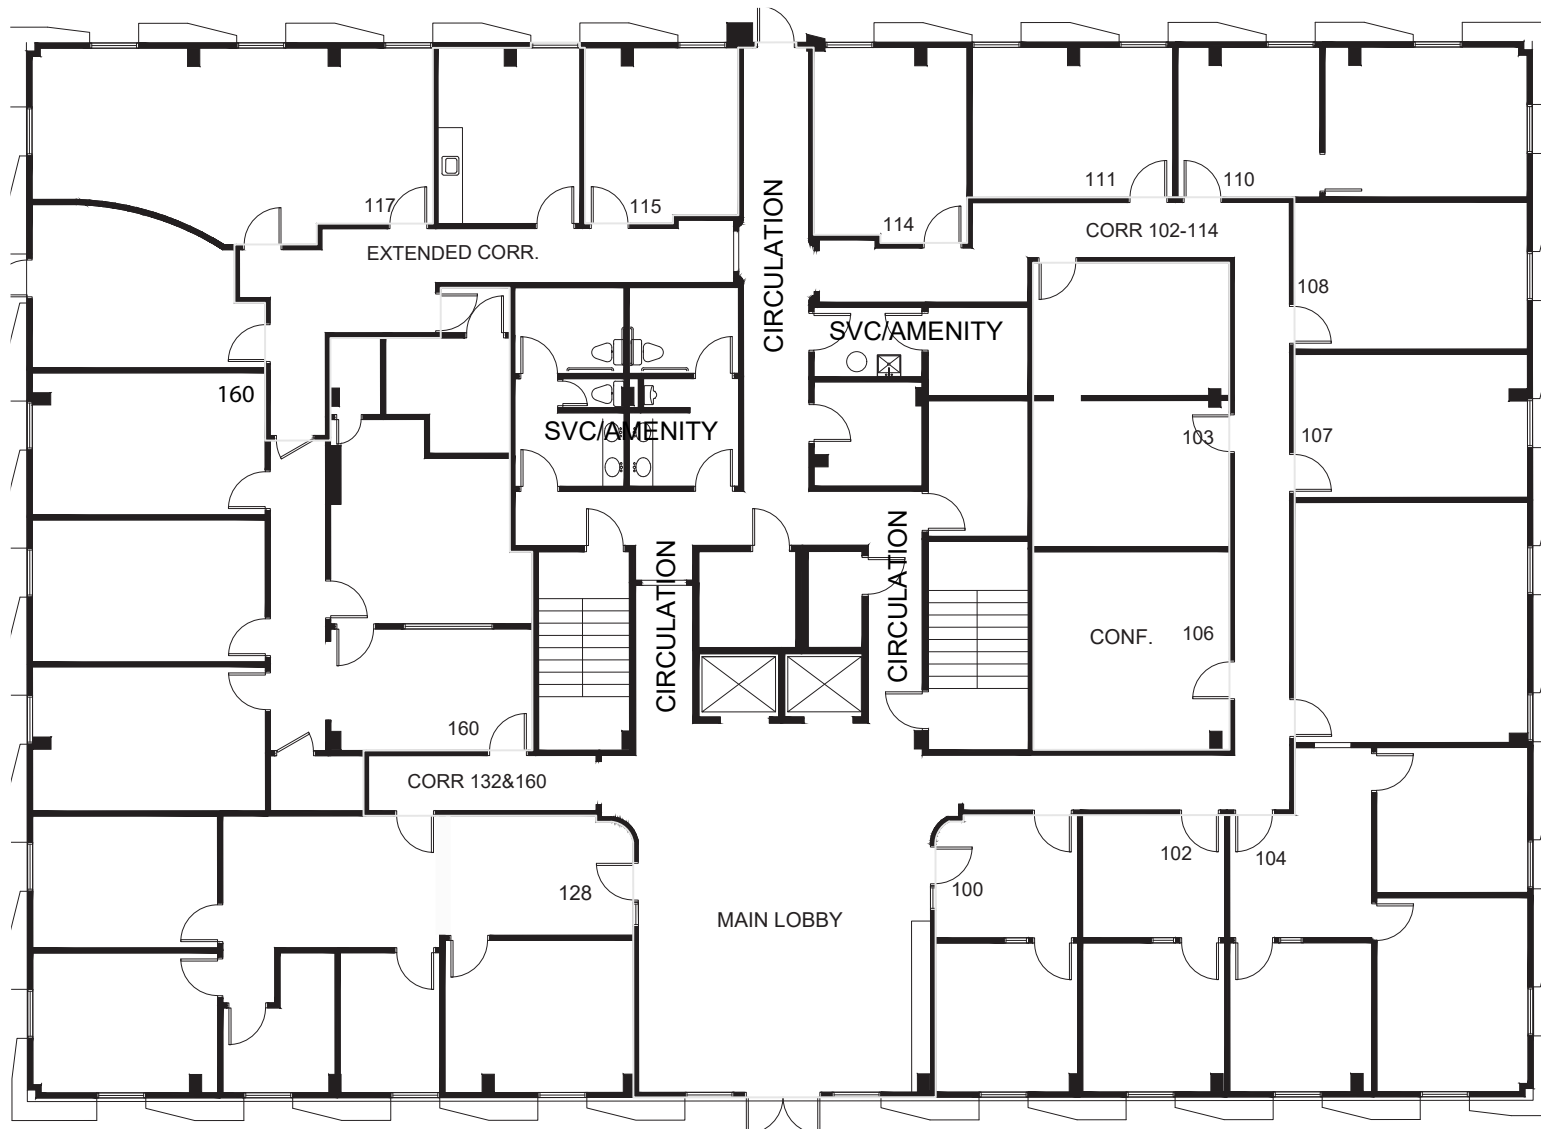 111
110
117
115
114
CORR 102-114
EXTENDED CORR.
CIRCULATION
108
SVC/AMENITY
160
SVC/AMENITY
103
107
CIRCULATION
CIRCULATION
CONF.
106
160
CORR 132&160
102
104
128
100
MAIN LOBBY